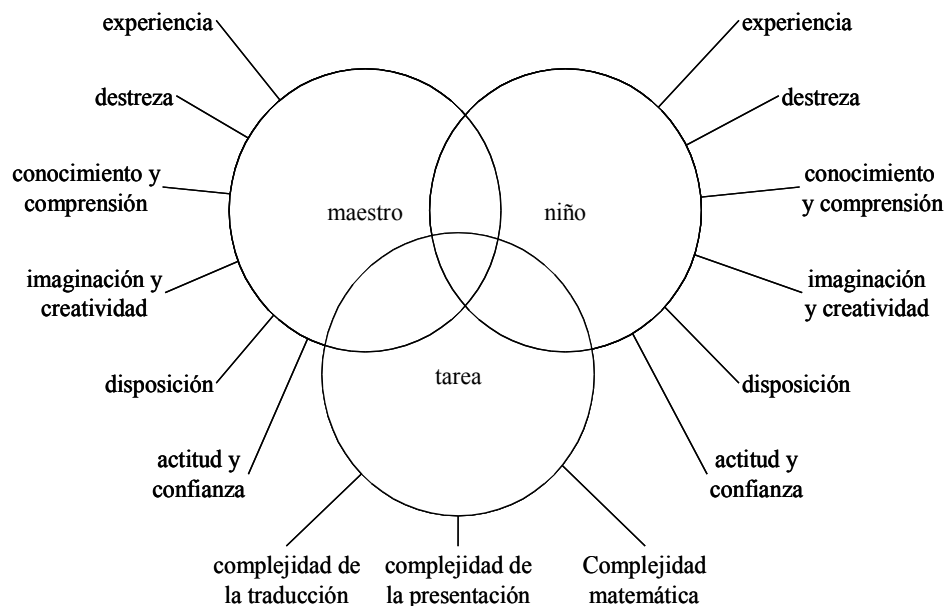 experiencia
destreza
conocimiento y
comprensión
imaginación y
creatividad
disposición
actitud y
confianza
maestro
niño
tarea
experiencia
destreza
conocimiento
y comprensión
imaginación
y creatividad
disposición
actitud y
confianza
complejidad de
la traducción
complejidad de
la presentación
Complejidad
matemática